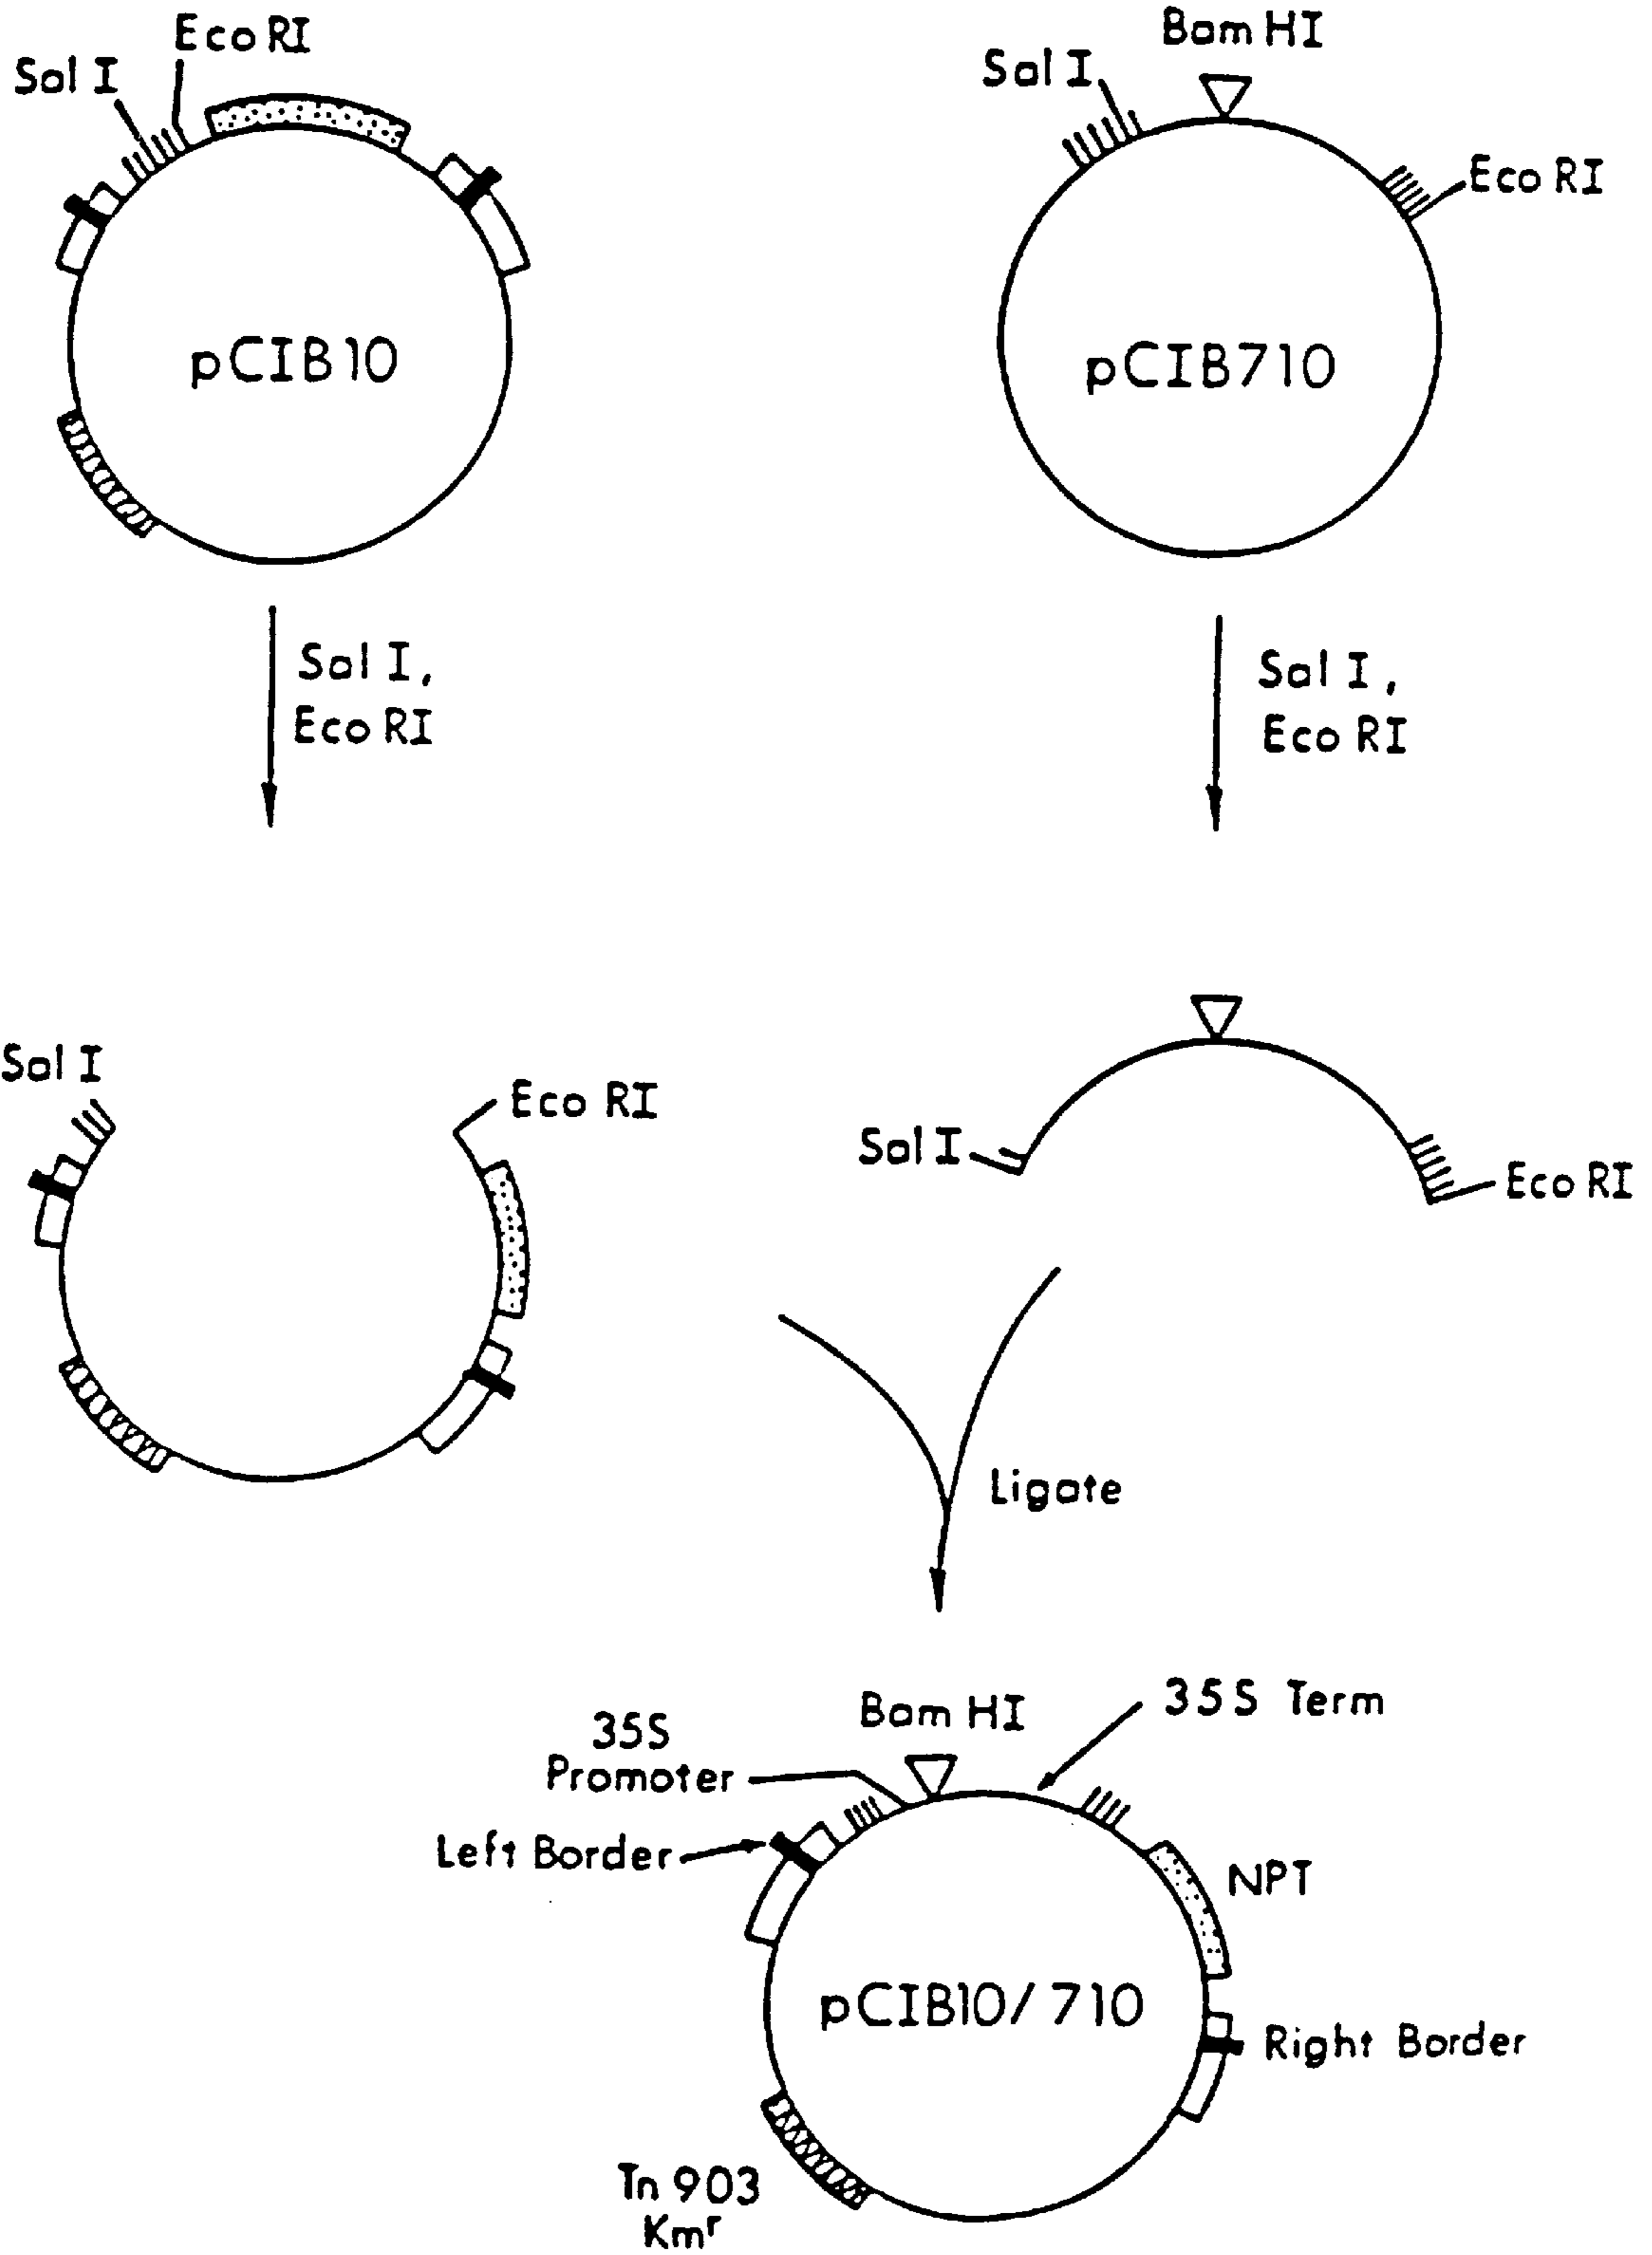 Eco RI
Sal I
pCIB10
Bam HI
Sal I
Eco RI
pCIB710
Sal I,
Eco RI
Sal I,
Eco RI
Sal I
Eco RI
Sal I
Eco RI
Ligate
35S
Promoter
Bam HI
35S Term
Left Border
NPT
pCIB10/710
Right Border
Tn 903
Kmʳ